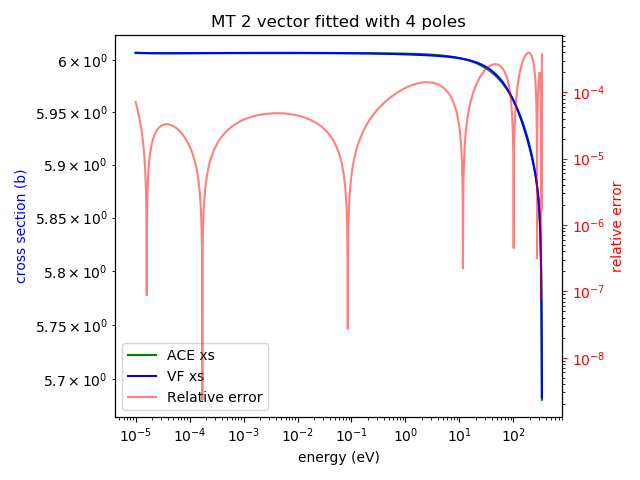 MT 2 vector fitted with 4 poles
cross section (b)
6 × 10⁰
5.95 × 10⁰
5.9 × 10⁰
5.85 × 10⁰
5.8 × 10⁰
5.75 × 10⁰
5.7 × 10⁰
10⁻⁴
10⁻⁵
10⁻⁶
10⁻⁷
10⁻⁸
relative error
ACE xs
VF xs
Relative error
10⁻⁵ 10⁻⁴ 10⁻³ 10⁻² 10⁻¹ 10⁰ 10¹ 10²
energy (eV)